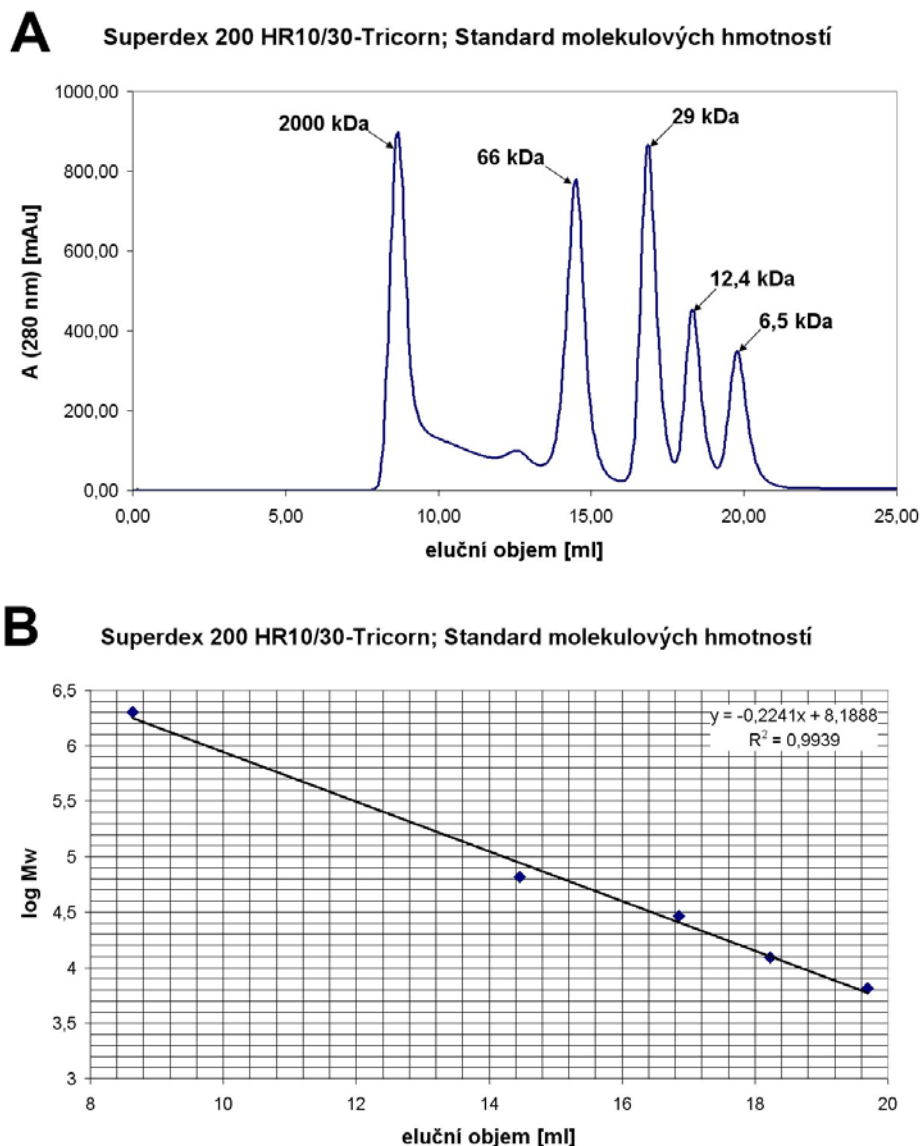 A
Superdex 200 HR10/30-Tricorn; Standard molekulových hmotností
1000,00
800,00
600,00
400,00
200,00
0,00
A (280 nm) [mAu]
2000 kDa
66 kDa
29 kDa
12,4 kDa
6,5 kDa
0,00 5,00 10,00 15,00 20,00 25,00
eluční objem [ml]
B
Superdex 200 HR10/30-Tricorn; Standard molekulových hmotností
6,5
6
5,5
5
4,5
4
3,5
3
log Mw
y = -0,2241x + 8,1888
R² = 0,9939
8 10 12 14 16 18 20
eluční objem [ml]